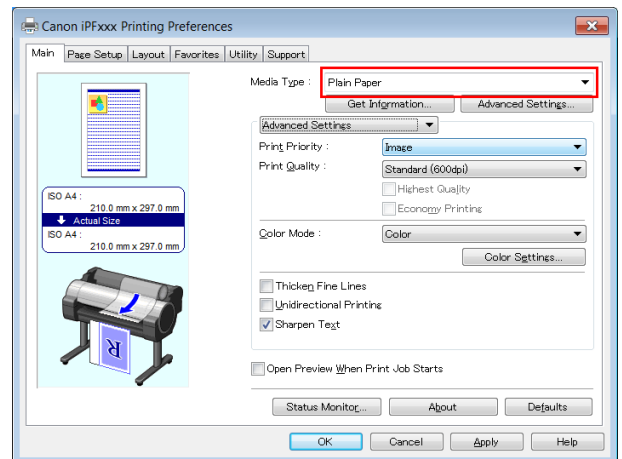 Canon iPFxxx Printing Preferences
Main Page Setup Layout Favorites Utility Support
Media Type : Plain Paper
Get Information... Advanced Settings...
Advanced Settings
Print Priority : Image
Print Quality : Standard (600dpi)
Highest Quality
Economy Printing
ISO A4 :
210.0 mm x 297.0 mm
Actual Size
ISO A4 :
210.0 mm x 297.0 mm
Color Mode : Color
Color Settings...
Thicken Fine Lines
Unidirectional Printing
Sharpen Text
R
Open Preview When Print Job Starts
Status Monitor... About Defaults
OK Cancel Apply Help